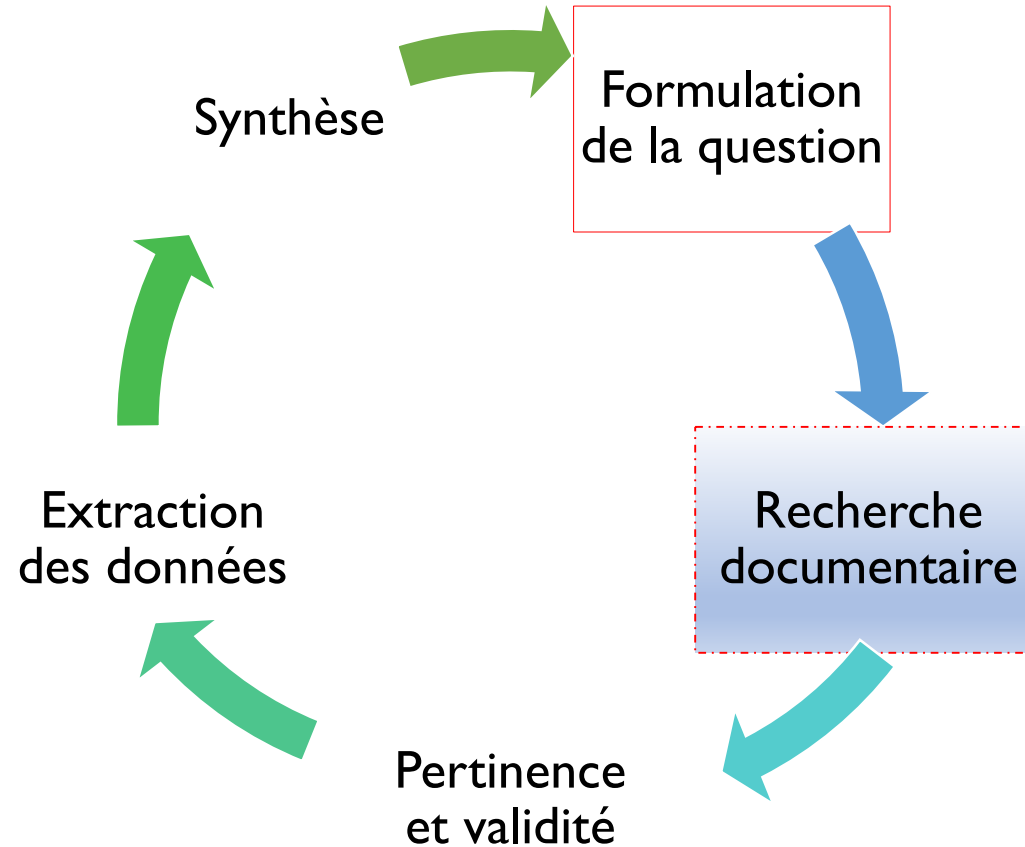 Synthèse
Formulation
de la question
Recherche
documentaire
Pertinence
et validité
Extraction
des données